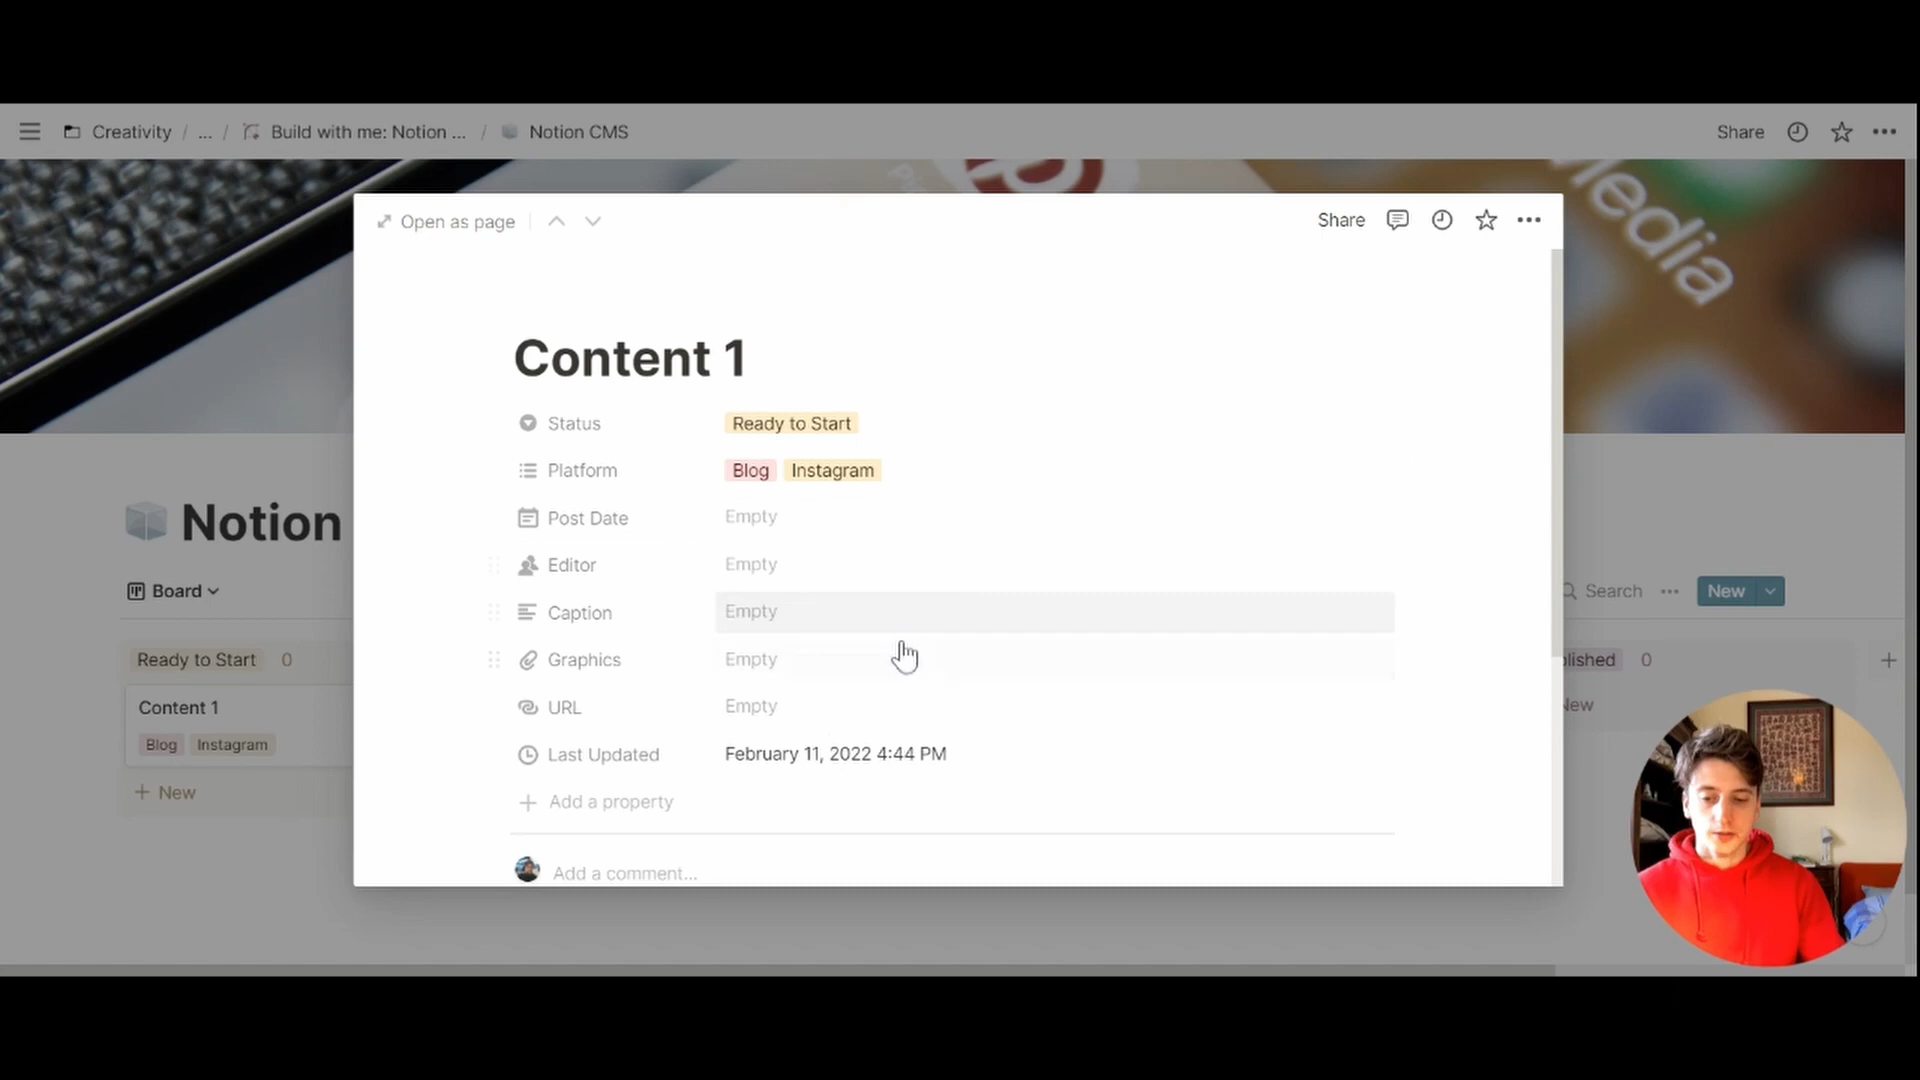 Creativity / ... / Build with me: Notion ... / Notion CMS
Share
Media
Open as page
Share
Content 1
Status Ready to Start
Platform Blog Instagram
Post Date Empty
Editor Empty
Caption Empty
Graphics Empty
URL Empty
Last Updated February 11, 2022 4:44 PM
Add a property
Add a comment...
Notion
Board
Search
New
Ready to Start 0
Content 1
Blog Instagram
New
lished 0
New